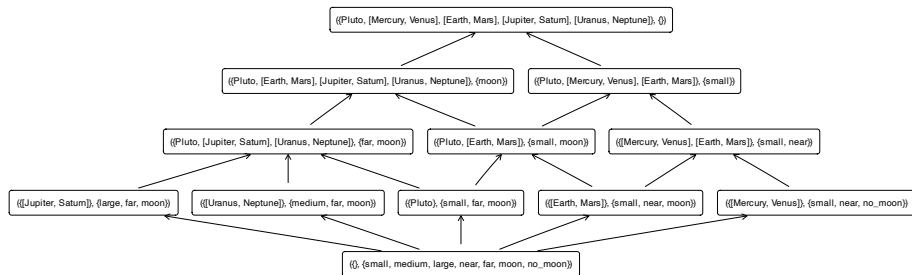 ({Pluto, [Mercury, Venus], [Earth, Mars], [Jupiter, Saturn], [Uranus, Neptune]}, {})
({Pluto, [Earth, Mars], [Jupiter, Saturn], [Uranus, Neptune]}, {moon})
({Pluto, [Mercury, Venus], [Earth, Mars]}, {small})
({Pluto, [Jupiter, Saturn], [Uranus, Neptune]}, {far, moon})
({Pluto, [Earth, Mars]}, {small, moon})
({[Mercury, Venus], [Earth, Mars]}, {small, near})
({[Jupiter, Saturn]}, {large, far, moon})
({[Uranus, Neptune]}, {medium, far, moon})
({Pluto}, {small, far, moon})
({[Earth, Mars]}, {small, near, moon})
({[Mercury, Venus]}, {small, near, no_moon})
({}, {small, medium, large, near, far, moon, no_moon})